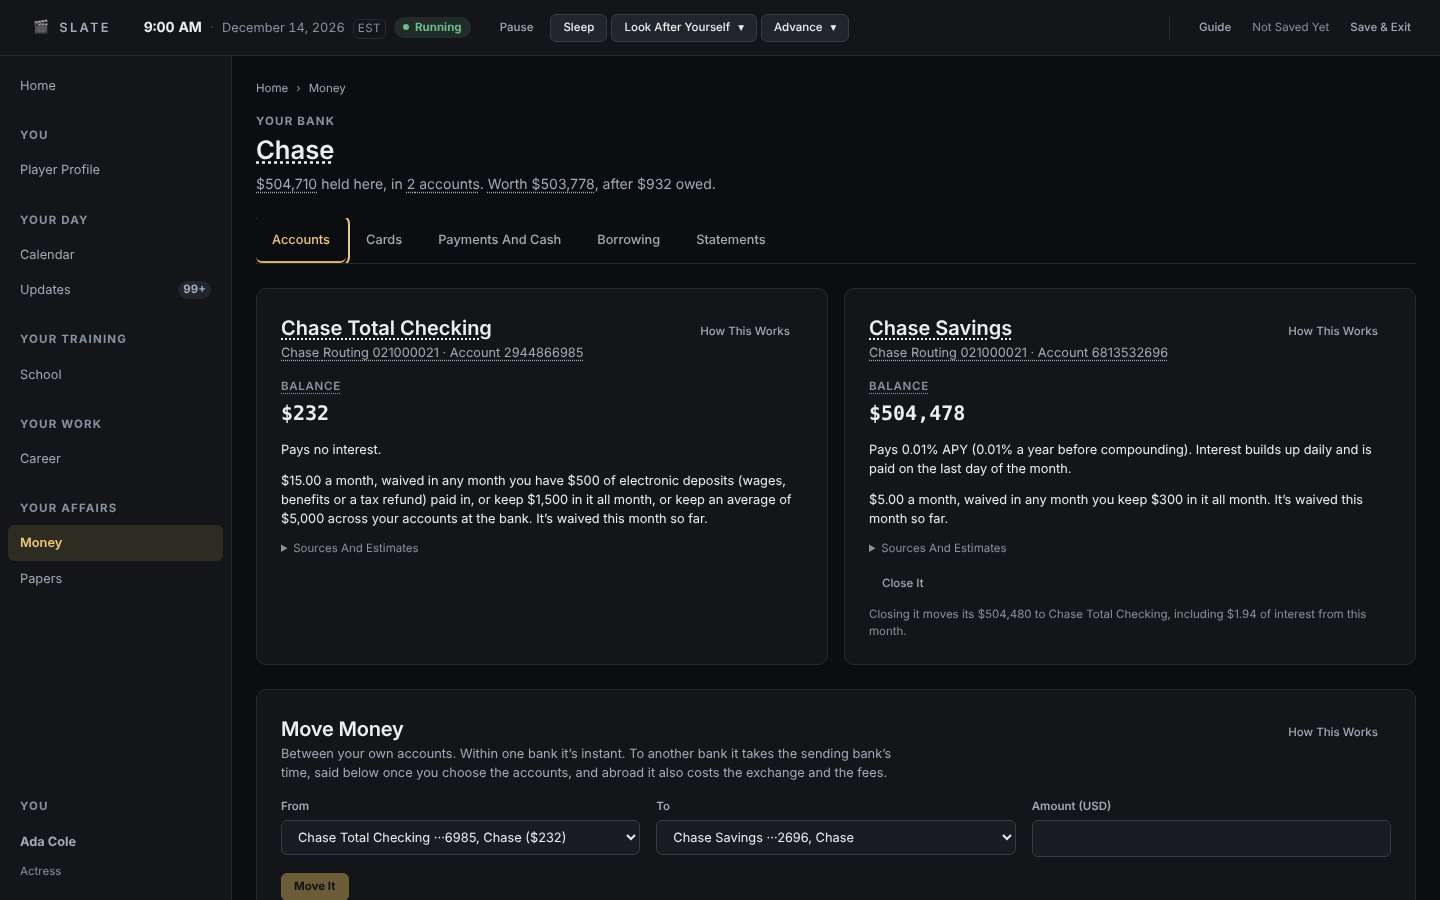 SLATE
9:00 AM · December 14, 2026 EST Running Pause Sleep Look After Yourself ▾ Advance ▾ Guide Not Saved Yet Save & Exit
Home
YOU
Player Profile
YOUR DAY
Calendar
Updates 99+
YOUR TRAINING
School
YOUR WORK
Career
YOUR AFFAIRS
Money
Papers
YOU
Ada Cole
Actress
Home › Money
YOUR BANK
Chase
$504,710 held here, in 2 accounts. Worth $503,778, after $932 owed.
Accounts Cards Payments And Cash Borrowing Statements
Chase Total Checking How This Works
Chase Routing 021000021 · Account 2944866985
BALANCE
$232
Pays no interest.
$15.00 a month, waived in any month you have $500 of electronic deposits (wages,
benefits or a tax refund) paid in, or keep $1,500 in it all month, or keep an average of
$5,000 across your accounts at the bank. It’s waived this month so far.
▶ Sources And Estimates
Chase Savings How This Works
Chase Routing 021000021 · Account 6813532696
BALANCE
$504,478
Pays 0.01% APY (0.01% a year before compounding). Interest builds up daily and is
paid on the last day of the month.
$5.00 a month, waived in any month you keep $300 in it all month. It’s waived this
month so far.
▶ Sources And Estimates
Close It
Closing it moves its $504,480 to Chase Total Checking, including $1.94 of interest from this
month.
Move Money How This Works
Between your own accounts. Within one bank it’s instant. To another bank it takes the sending bank’s
time, said below once you choose the accounts, and abroad it also costs the exchange and the fees.
From To Amount (USD)
Chase Total Checking ···6985, Chase ($232) Chase Savings ···2696, Chase
Move It